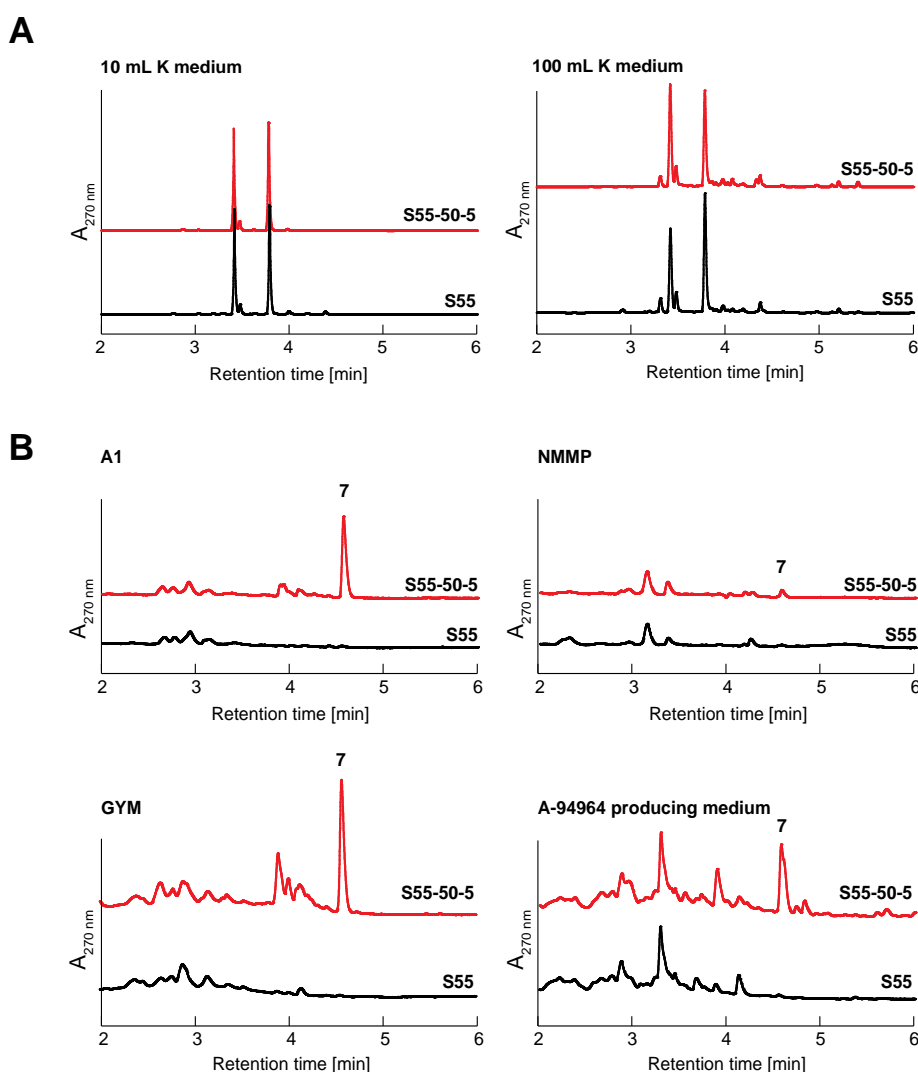 A
10 mL K medium
A270 nm
S55-50-5
S55
2 3 4 5 6
Retention time [min]
100 mL K medium
A270 nm
S55-50-5
S55
2 3 4 5 6
Retention time [min]
B
A1
7
A270 nm
S55-50-5
S55
2 3 4 5 6
Retention time [min]
NMMP
7
A270 nm
S55-50-5
S55
2 3 4 5 6
Retention time [min]
GYM
7
A270 nm
S55-50-5
S55
2 3 4 5 6
Retention time [min]
A-94964 producing medium
7
A270 nm
S55-50-5
S55
2 3 4 5 6
Retention time [min]